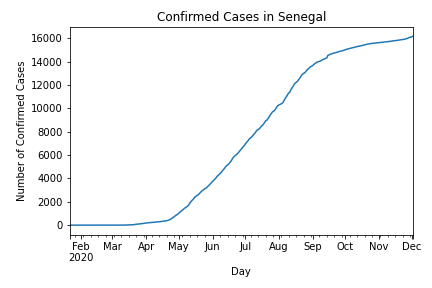 Confirmed Cases in Senegal
Number of Confirmed Cases
16000
14000
12000
10000
8000
6000
4000
2000
0
Feb Mar Apr May Jun Jul Aug Sep Oct Nov Dec
2020
Day